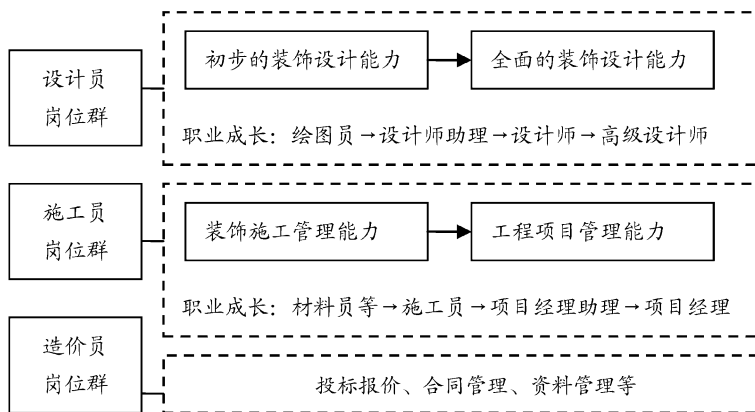 设计员
岗位群
初步的装饰设计能力
全面的装饰设计能力
职业成长：绘图员→设计师助理→设计师→高级设计师
施工员
岗位群
装饰施工管理能力
工程项目管理能力
职业成长：材料员等→施工员→项目经理助理→项目经理
造价员
岗位群
投标报价、合同管理、资料管理等